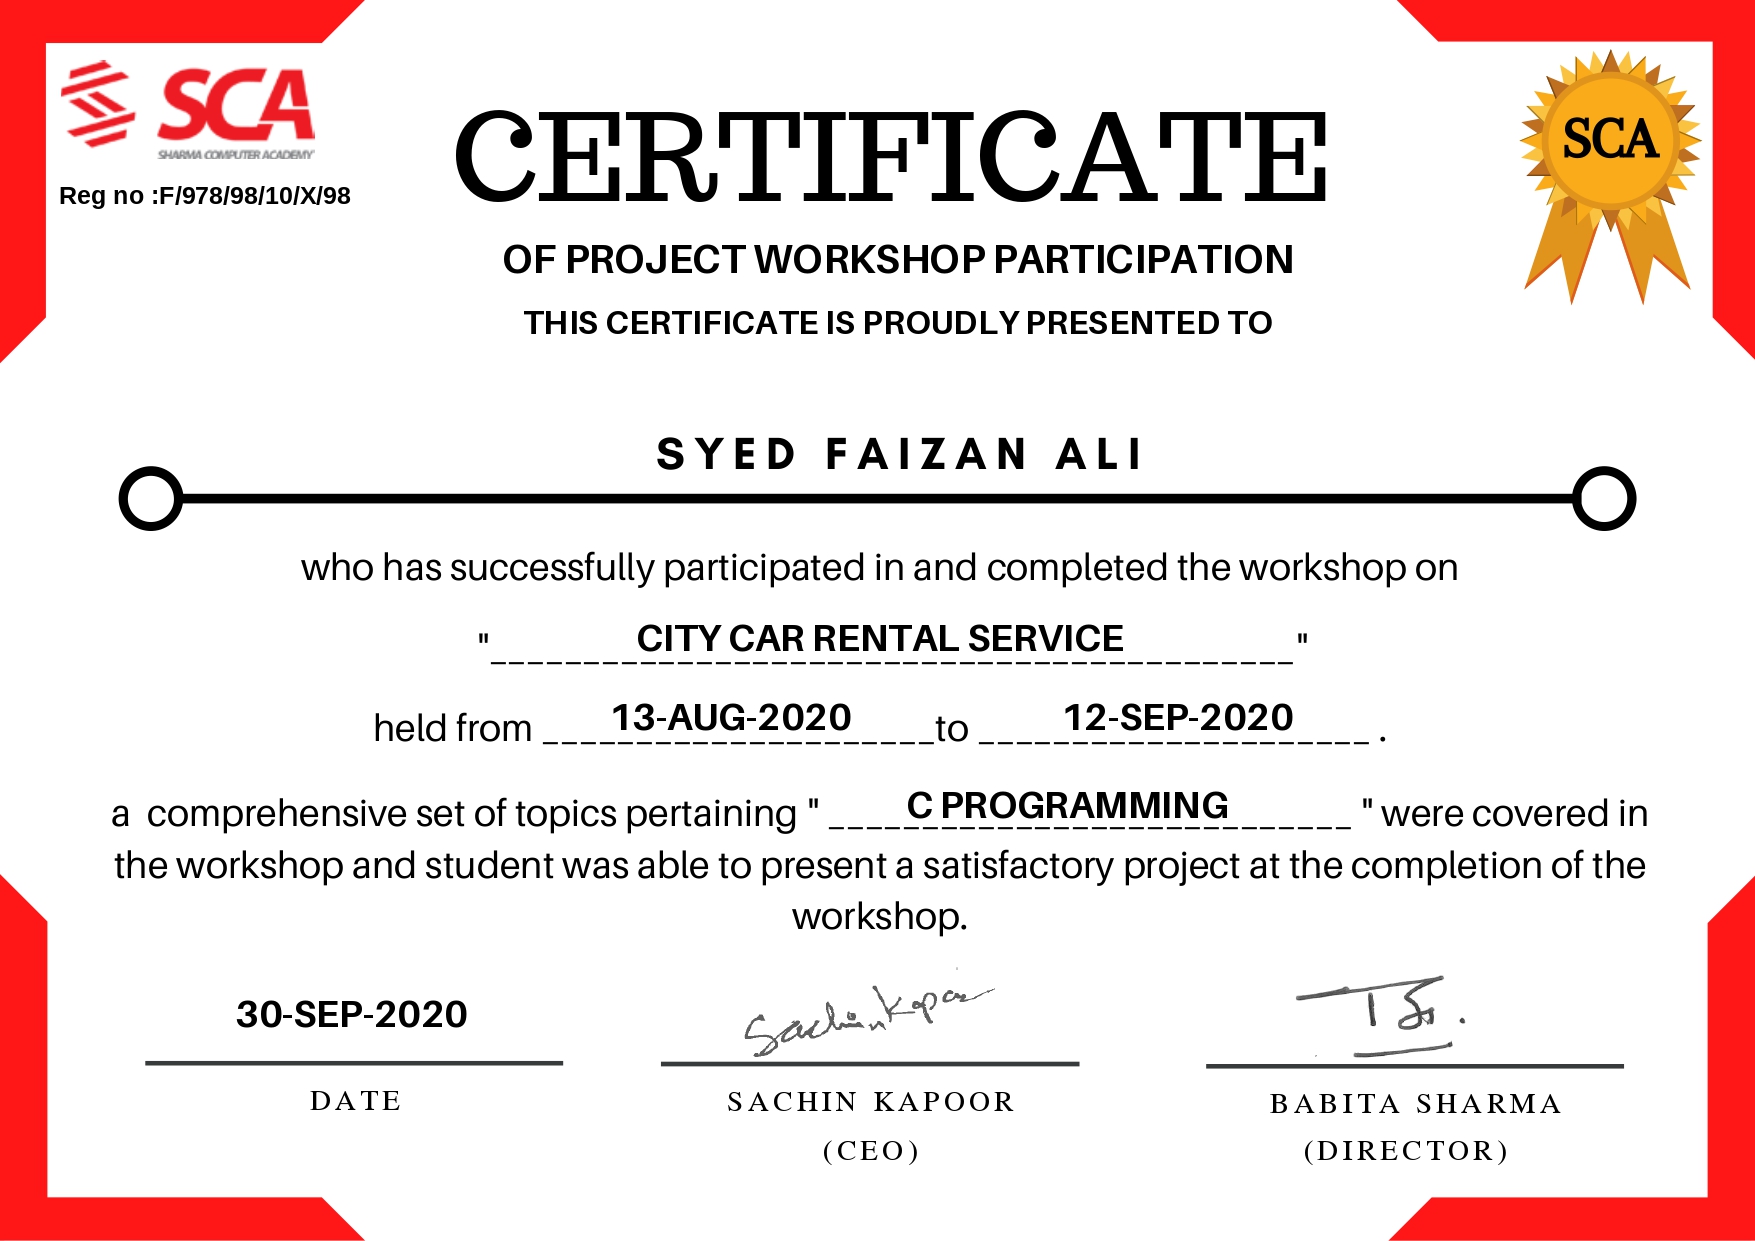 SCA
SHARMA COMPUTER ACADEMY
Reg no :F/978/98/10/X/98
SCA
CERTIFICATE
OF PROJECT WORKSHOP PARTICIPATION
THIS CERTIFICATE IS PROUDLY PRESENTED TO
SYED FAIZAN ALI
who has successfully participated in and completed the workshop on
"CITY CAR RENTAL SERVICE"
held from 13-AUG-2020 to 12-SEP-2020 .
a comprehensive set of topics pertaining " C PROGRAMMING " were covered in
the workshop and student was able to present a satisfactory project at the completion of the
workshop.
30-SEP-2020
Sachin Kapoor
DATE
SACHIN KAPOOR
BABITA SHARMA
(CEO)
(DIRECTOR)